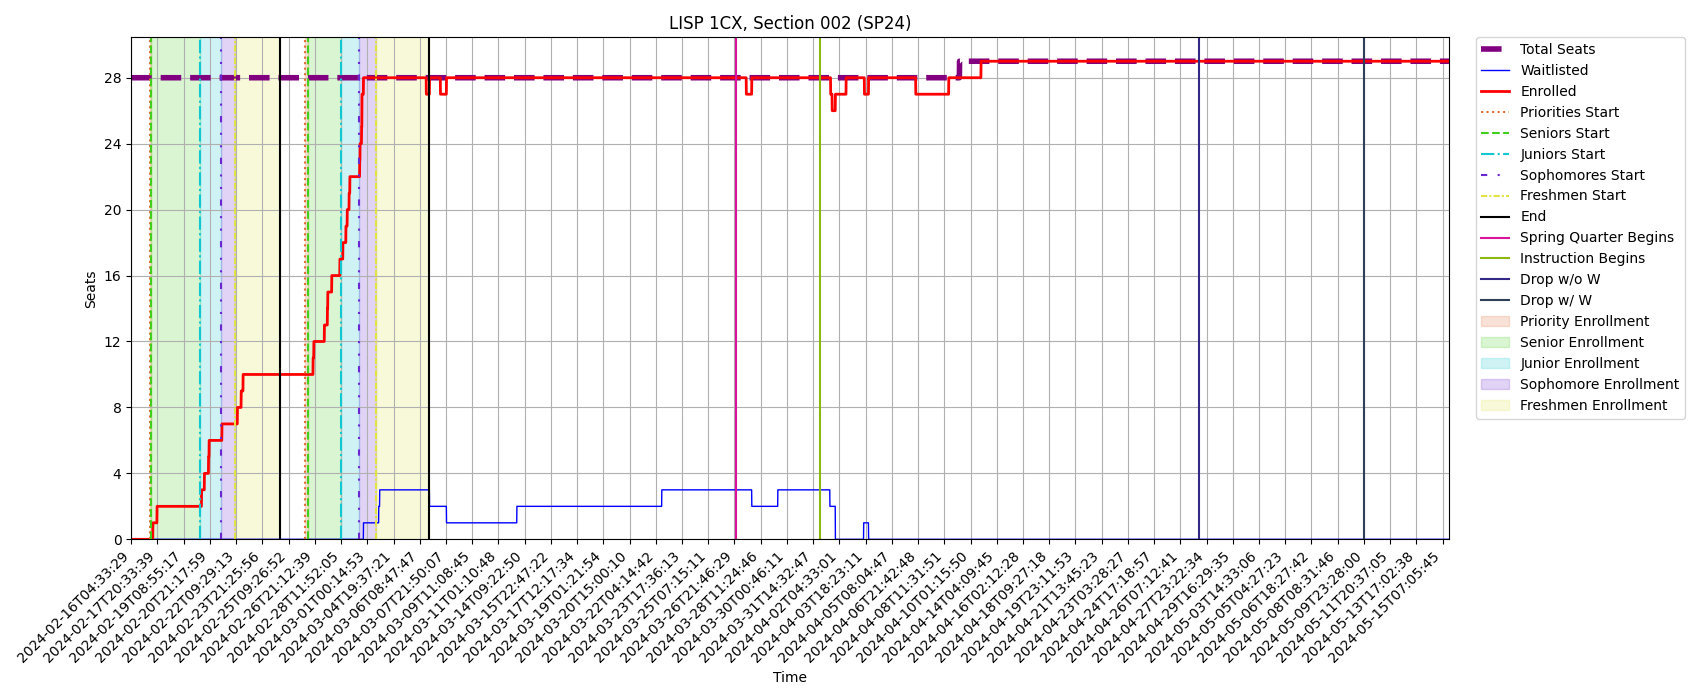 LISP 1CX, Section 002 (SP24)
Seats
28
24
20
16
12
8
4
0
2024-02-16T04:33:29
2024-02-17T20:33:39
2024-02-19T08:55:17
2024-02-20T21:17:59
2024-02-22T09:29:13
2024-02-23T21:25:56
2024-02-25T09:26:52
2024-02-26T21:12:39
2024-02-28T11:52:05
2024-03-01T00:14:53
2024-03-04T19:37:21
2024-03-06T08:47:47
2024-03-07T21:50:07
2024-03-09T11:08:45
2024-03-11T01:10:48
2024-03-14T09:22:50
2024-03-15T22:47:22
2024-03-17T12:17:34
2024-03-19T01:21:54
2024-03-20T15:00:10
2024-03-22T04:14:42
2024-03-23T17:36:13
2024-03-25T07:15:11
2024-03-26T21:46:29
2024-03-28T11:24:46
2024-03-30T00:46:11
2024-03-31T14:32:47
2024-04-02T04:33:01
2024-04-03T18:23:11
2024-04-05T08:04:47
2024-04-06T21:42:48
2024-04-08T11:31:51
2024-04-10T01:15:50
2024-04-14T04:09:45
2024-04-16T02:12:28
2024-04-18T09:27:18
2024-04-19T23:11:53
2024-04-21T13:45:23
2024-04-23T03:28:27
2024-04-24T17:18:57
2024-04-26T07:12:41
2024-04-27T23:22:34
2024-04-29T16:29:35
2024-05-03T14:33:06
2024-05-05T04:27:23
2024-05-06T18:27:42
2024-05-08T08:31:46
2024-05-09T23:28:00
2024-05-11T20:37:05
2024-05-13T17:02:38
2024-05-15T07:05:45
Time
Total Seats
Waitlisted
Enrolled
Priorities Start
Seniors Start
Juniors Start
Sophomores Start
Freshmen Start
End
Spring Quarter Begins
Instruction Begins
Drop w/o W
Drop w/ W
Priority Enrollment
Senior Enrollment
Junior Enrollment
Sophomore Enrollment
Freshmen Enrollment